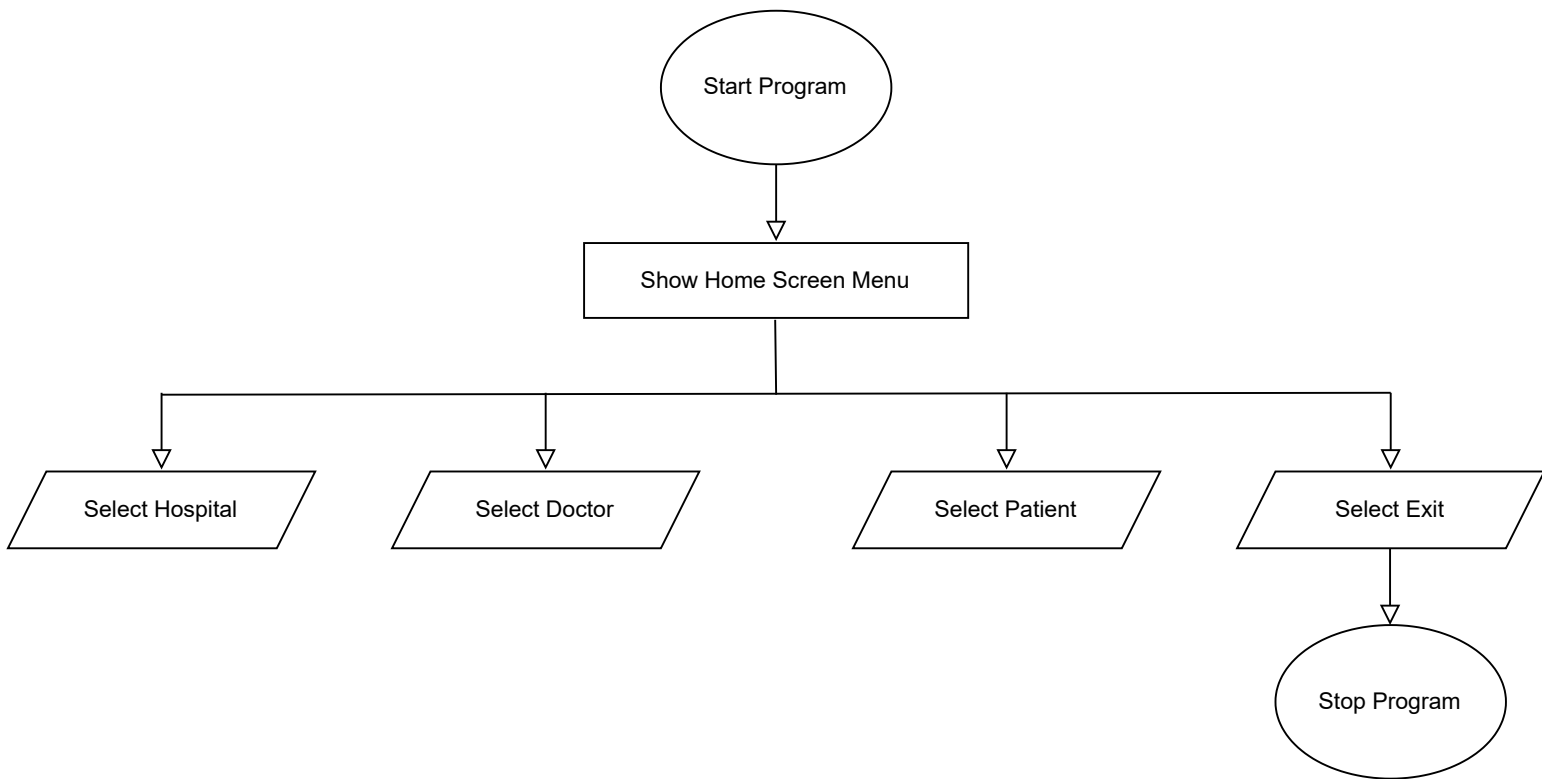 Start Program
Show Home Screen Menu
Select Hospital
Select Doctor
Select Patient
Select Exit
Stop Program